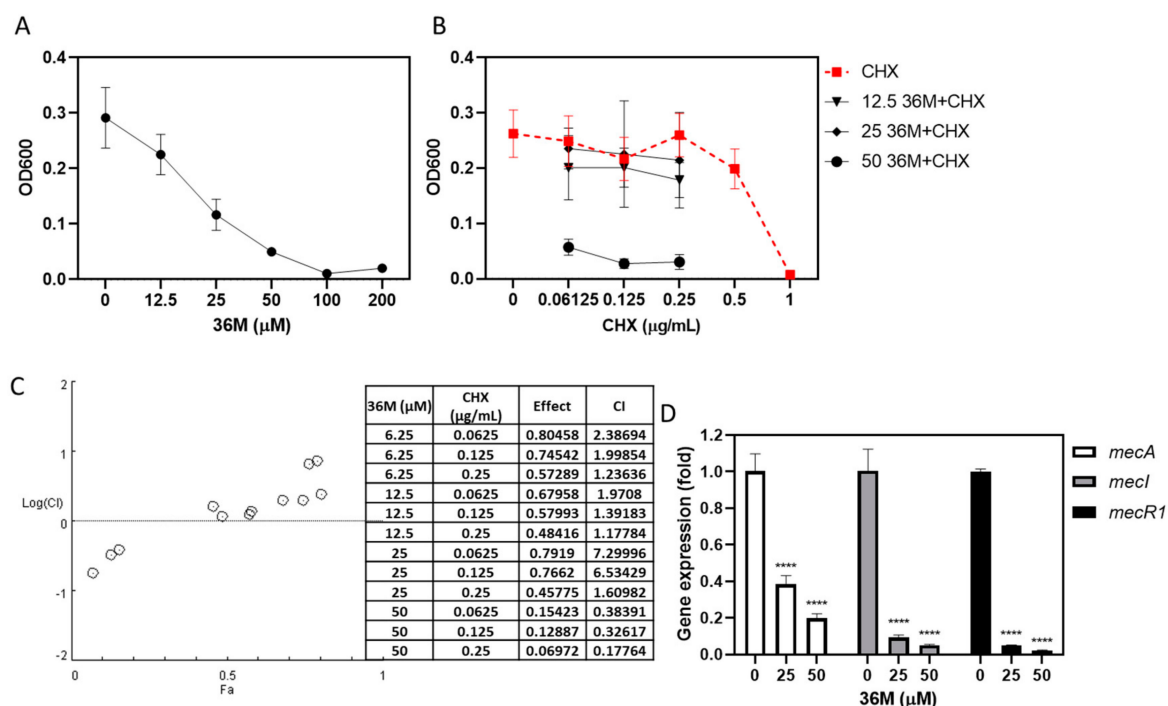 A
0.4
0.3
0.2
0.1
0.0
OD600
0 12.5 25 50 100 200
36M (μM)
B
0.4
0.3
0.2
0.1
0.0
OD600
0 0.06125 0.125 0.25 0.5 1
CHX (μg/mL)
CHX
12.5 36M+CHX
25 36M+CHX
50 36M+CHX
C
2
1
Log(CI)
0
-1
-2
0 0.5 1
Fa
36M (μM) CHX (μg/mL) Effect CI
6.25 0.0625 0.80458 2.38694
6.25 0.125 0.74542 1.99854
6.25 0.25 0.57289 1.23636
12.5 0.0625 0.67958 1.9708
12.5 0.125 0.57993 1.39183
12.5 0.25 0.48416 1.17784
25 0.0625 0.7919 7.29996
25 0.125 0.7662 6.53429
25 0.25 0.45775 1.60982
50 0.0625 0.15423 0.38391
50 0.125 0.12887 0.32617
50 0.25 0.06972 0.17764
D
1.2
1.0
0.8
0.6
0.4
0.2
0.0
Gene expression (fold)
**** **** **** **** **** ****
0 25 50 0 25 50 0 25 50
36M (μM)
mecA
mecI
mecR1